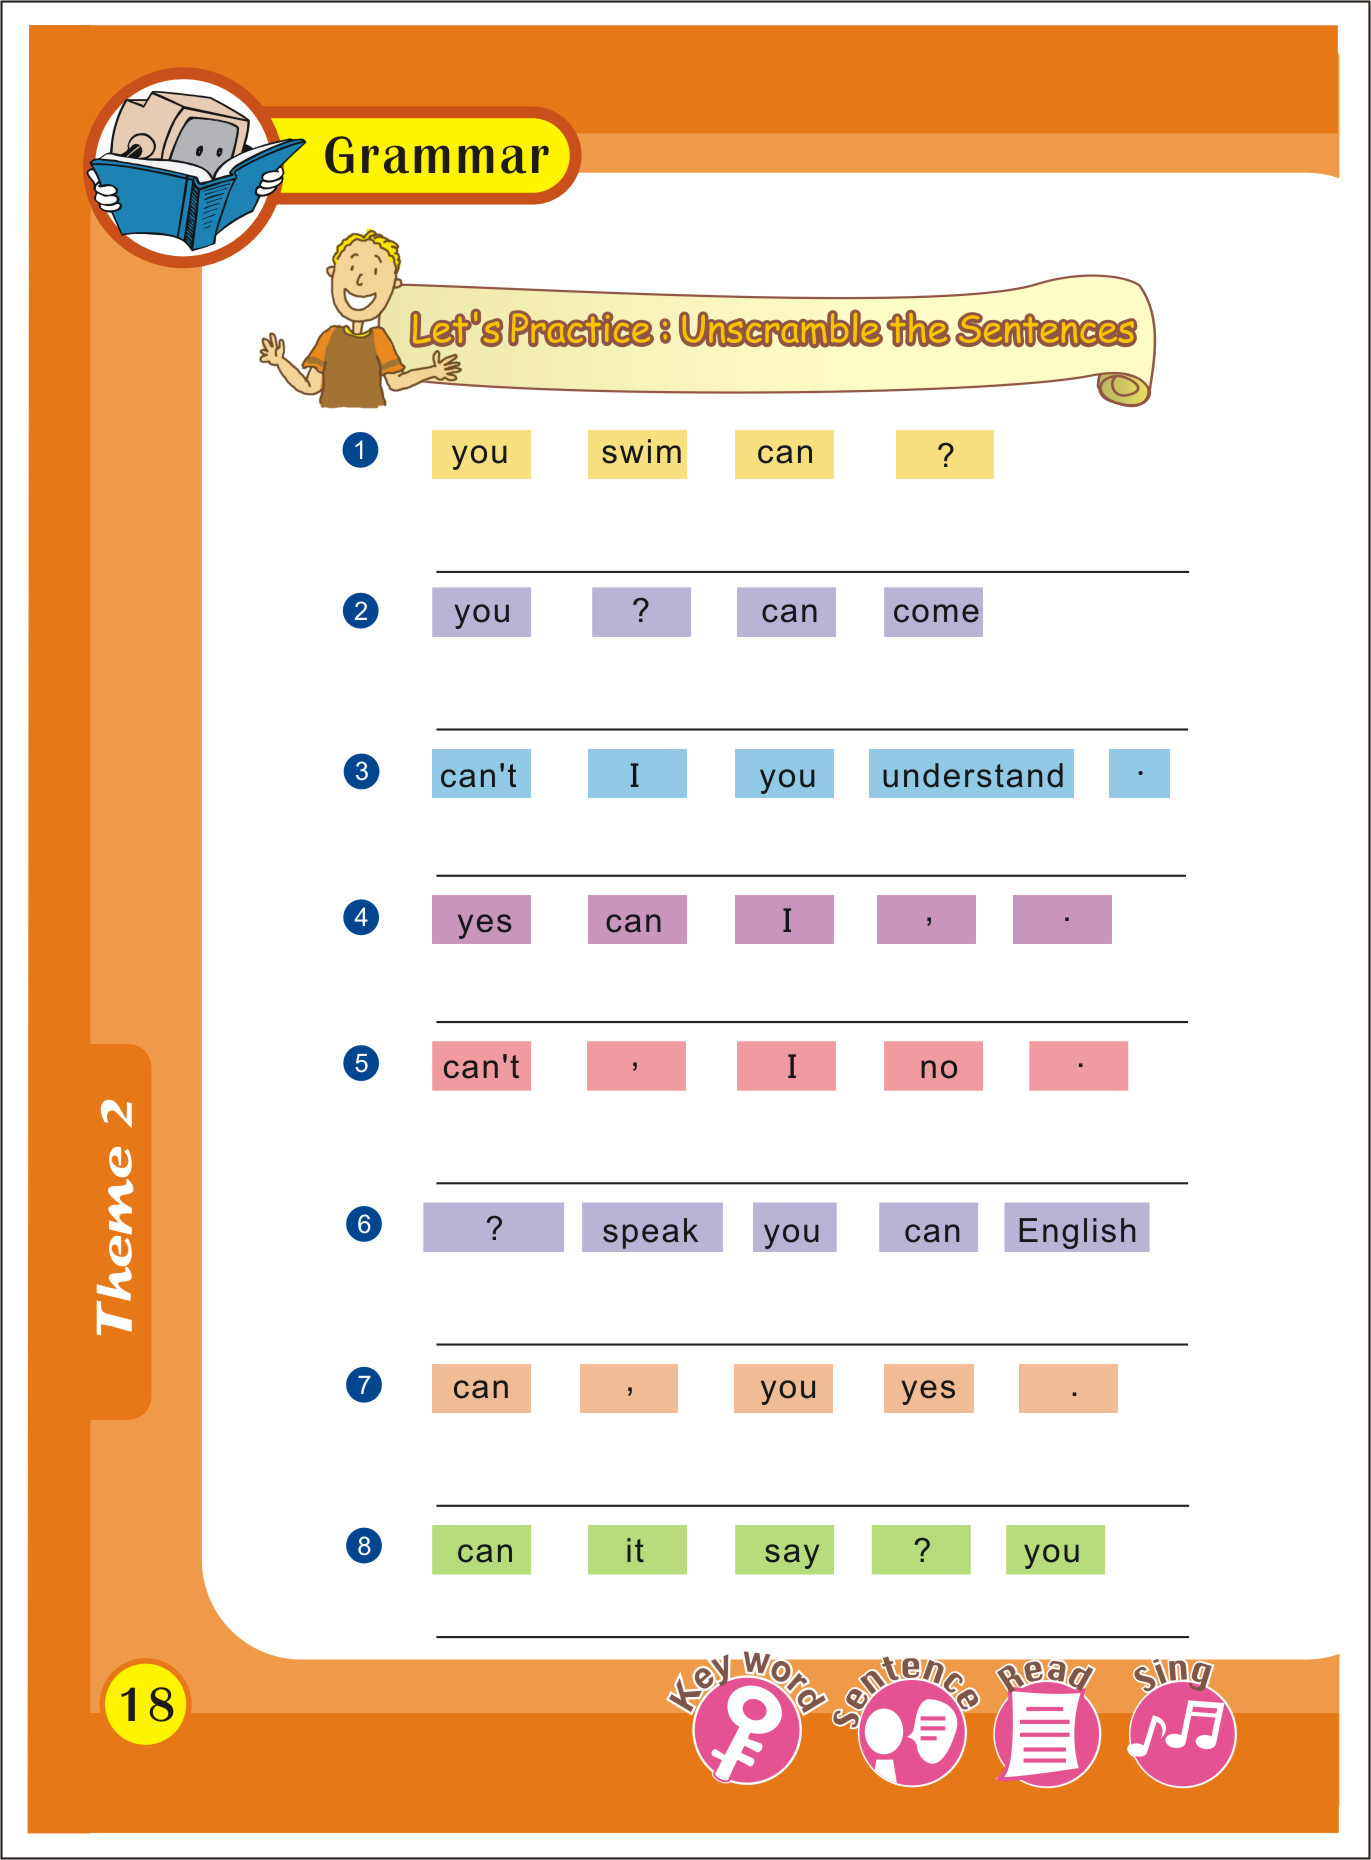 Grammar
Let's Practice : Unscramble the Sentences
1 you swim can ?
2 you ? can come
3 can't I you understand .
4 yes can I , .
5 can't , I no .
6 ? speak you can English
7 can , you yes .
8 can it say ? you
Theme 2
18
Key word Sentence Read Sing